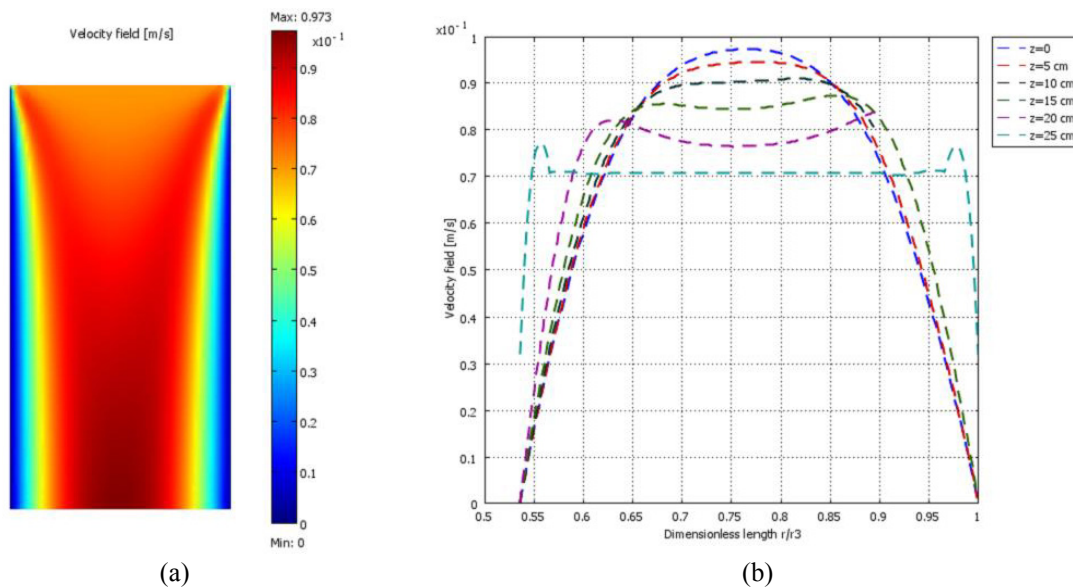 Max: 0.973
Velocity field [m/s]
x10⁻¹
0.9
0.8
0.7
0.6
0.5
0.4
0.3
0.2
0.1
0
Min: 0
(a)
x10⁻¹
1
0.9
0.8
0.7
0.6
0.5
0.4
0.3
0.2
0.1
0
Velocity field [m/s]
0.5 0.55 0.6 0.65 0.7 0.75 0.8 0.85 0.9 0.95 1
Dimensionless length r/r3
z=0
z=5 cm
z=10 cm
z=15 cm
z=20 cm
z=25 cm
(b)